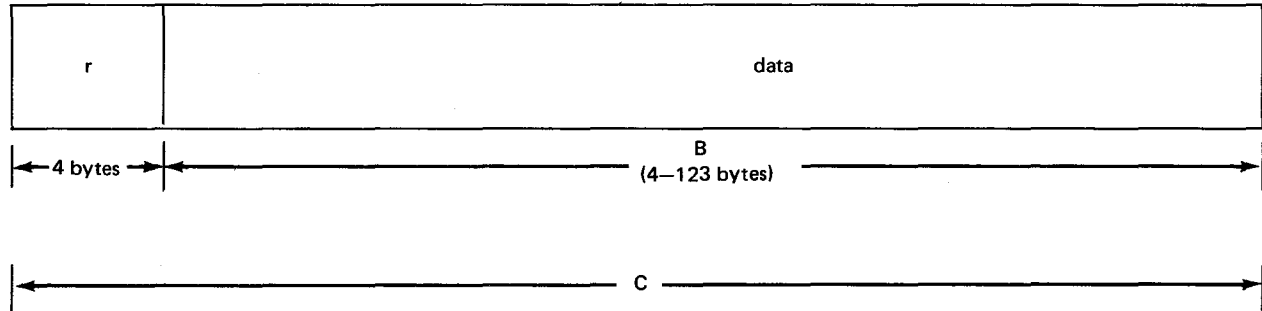 r
data
4 bytes
B
(4—123 bytes)
C